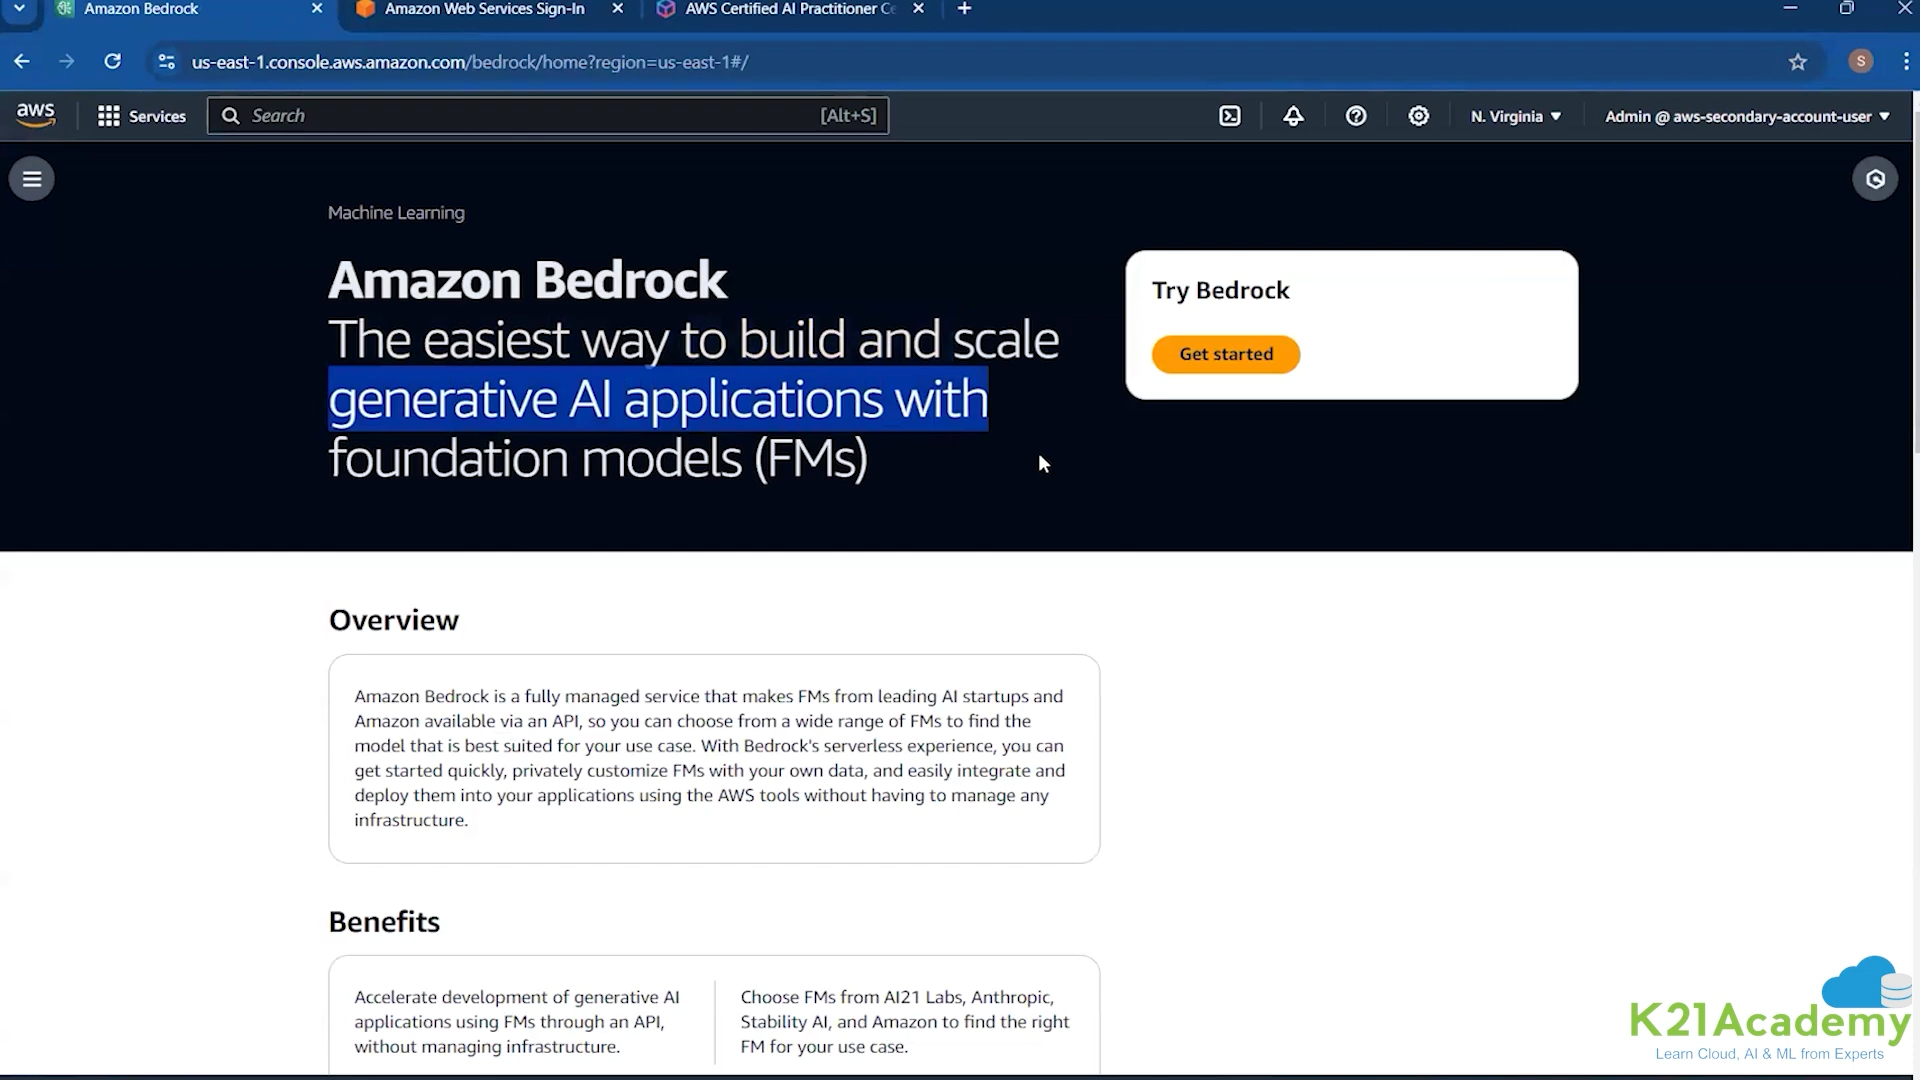 Amazon Bedrock
Amazon Web Services Sign-In
AWS Certified AI Practitioner Ce
us-east-1.console.aws.amazon.com/bedrock/home?region=us-east-1#/
S
aws
Services
Search
[Alt+S]
N. Virginia
Admin @ aws-secondary-account-user
Machine Learning
Amazon Bedrock
The easiest way to build and scale
generative AI applications with
foundation models (FMs)
Try Bedrock
Get started
Overview
Amazon Bedrock is a fully managed service that makes FMs from leading AI startups and
Amazon available via an API, so you can choose from a wide range of FMs to find the
model that is best suited for your use case. With Bedrock's serverless experience, you can
get started quickly, privately customize FMs with your own data, and easily integrate and
deploy them into your applications using the AWS tools without having to manage any
infrastructure.
Benefits
Accelerate development of generative AI
applications using FMs through an API,
without managing infrastructure.
Choose FMs from AI21 Labs, Anthropic,
Stability AI, and Amazon to find the right
FM for your use case.
K21Academy
Learn Cloud, AI & ML from Experts